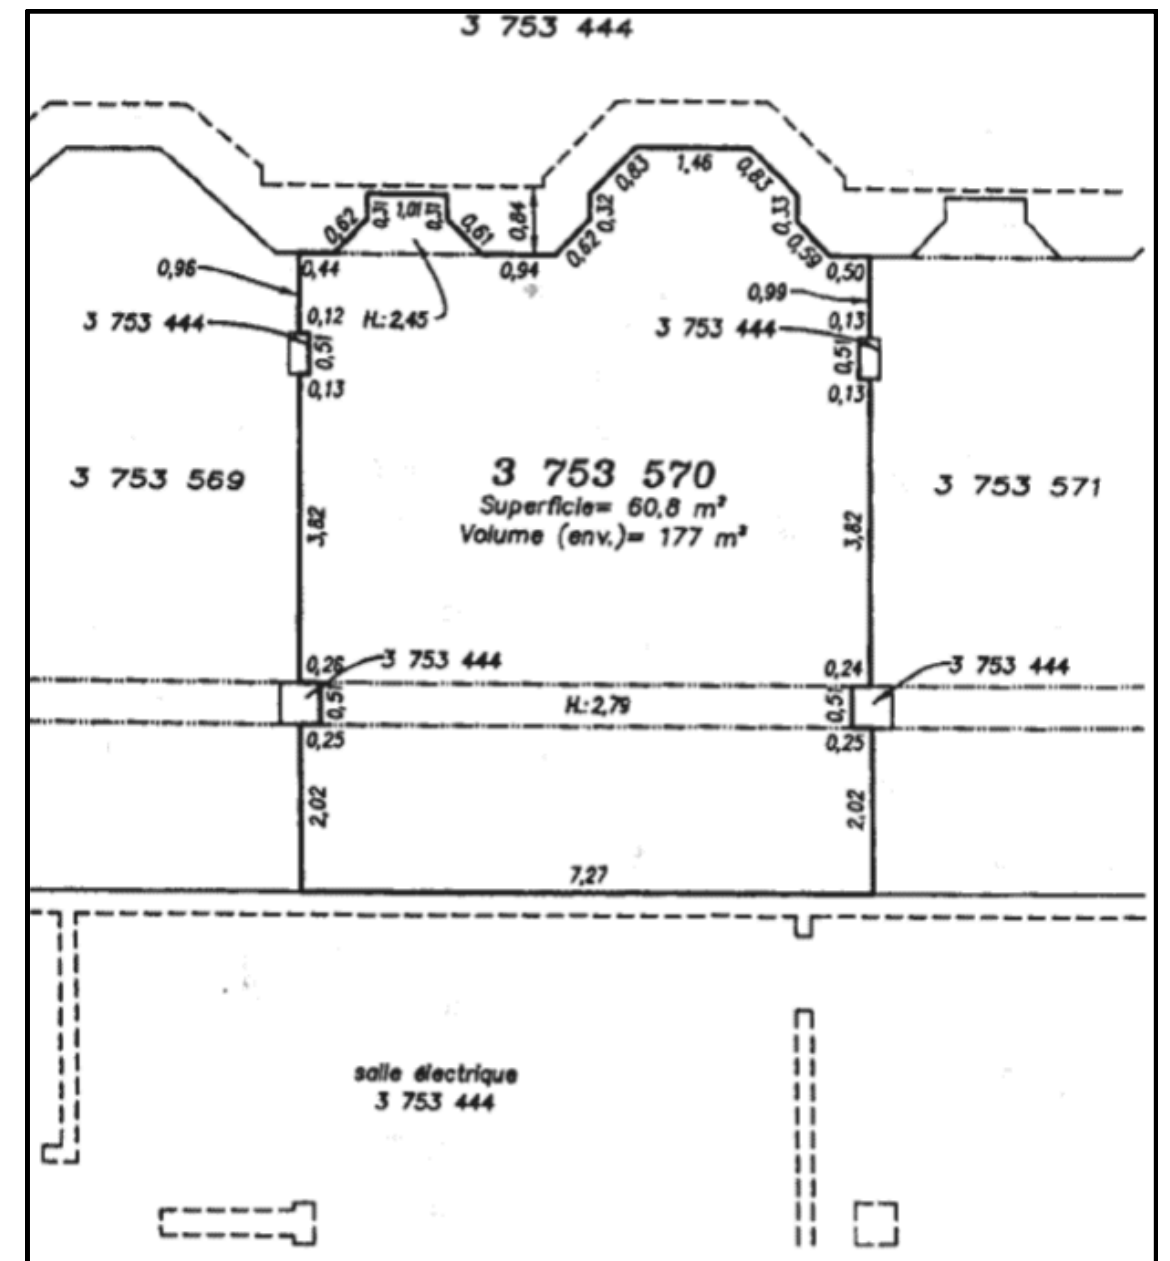 3 753 444
1,46
0,83
0,83
0,62
0,31
1,01
0,31
0,61
0,84
0,62
0,32
0,33
0,59
0,96
0,44
0,94
0,50
0,99
3 753 444
0,12
H.: 2,45
3 753 444
0,13
0,51
0,51
0,13
0,13
3 753 569
3 753 570
3 753 571
Superficie= 60,8 m²
Volume (env.)= 177 m³
3,82
3,82
0,26
3 753 444
0,24
3 753 444
0,51
H.: 2,79
0,51
0,25
0,25
2,02
2,02
7,27
salle électrique
3 753 444